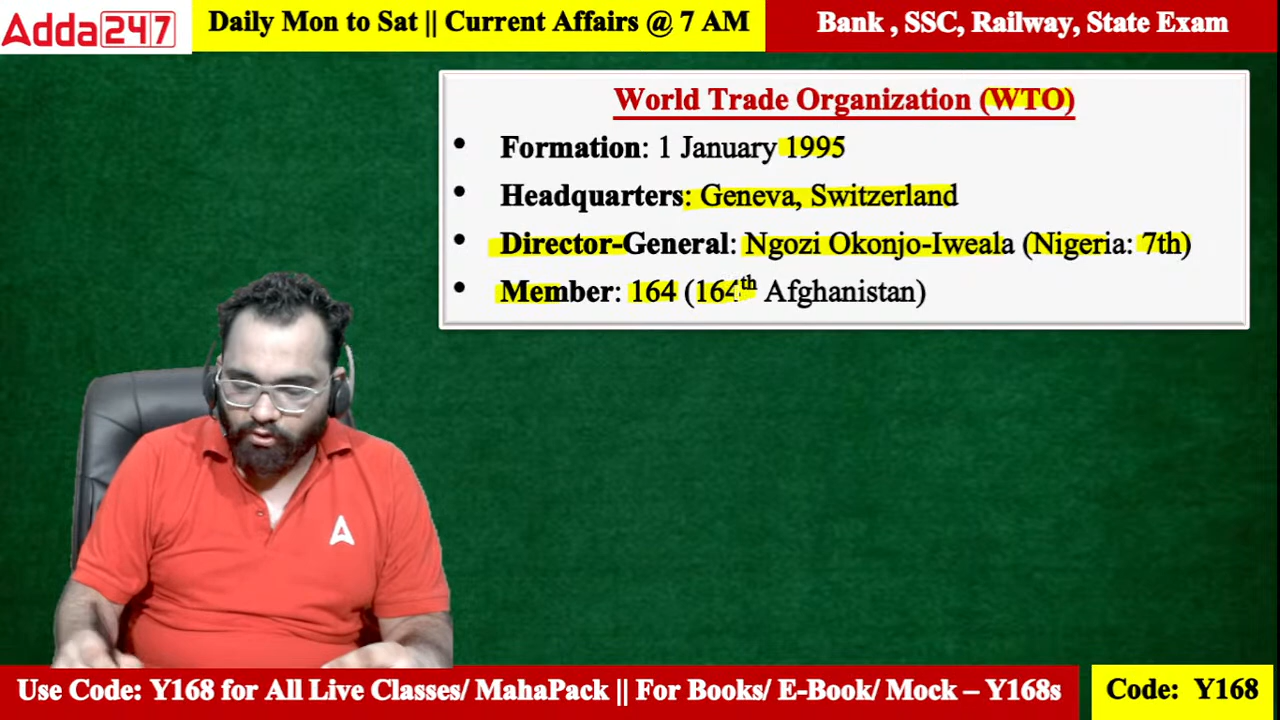 Adda247
Daily Mon to Sat || Current Affairs @ 7 AM
Bank , SSC, Railway, State Exam
World Trade Organization (WTO)
• Formation: 1 January 1995
• Headquarters: Geneva, Switzerland
• Director-General: Ngozi Okonjo-Iweala (Nigeria: 7th)
• Member: 164 (164th Afghanistan)
Use Code: Y168 for All Live Classes/ MahaPack || For Books/ E-Book/ Mock – Y168s
Code: Y168